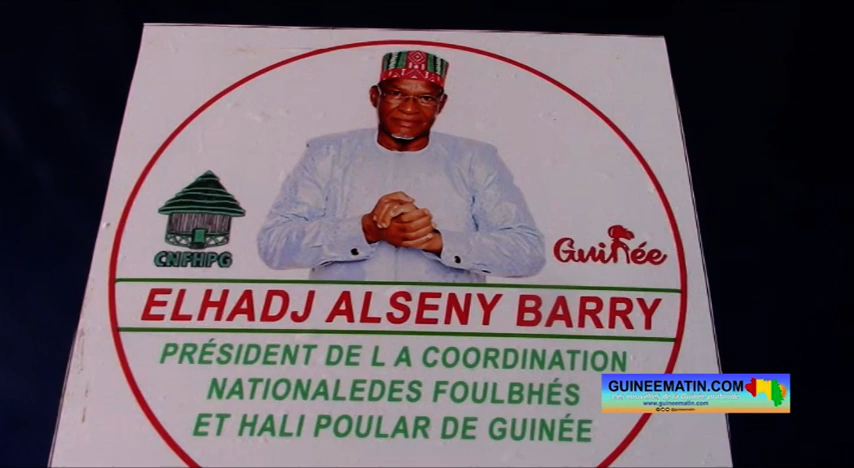 CNFHPG
Guinée
ELHADJ ALSENY BARRY
PRÉSIDENT DE L A COORDINATION
NATIONALEDES FOULBHÉS
ET HALI POULAR DE GUINÉE
GUINEEMATIN.COM
www.guineematin.com